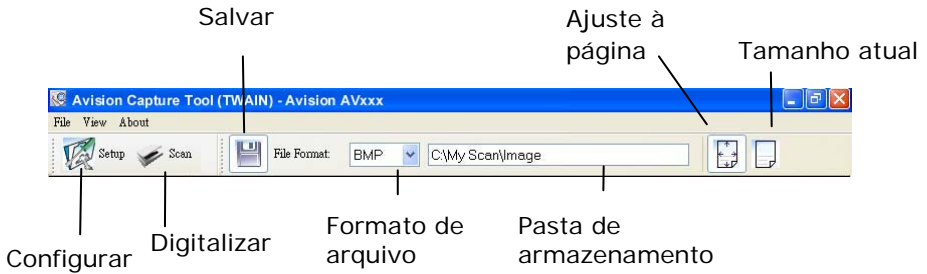 Salvar
Ajuste à
página
Tamanho atual
Avision Capture Tool (TWAIN) - Avision AVxxx
File View About
Setup Scan File Format: BMP C:\My Scan\Image
Configurar
Digitalizar
Formato de
arquivo
Pasta de
armazenamento